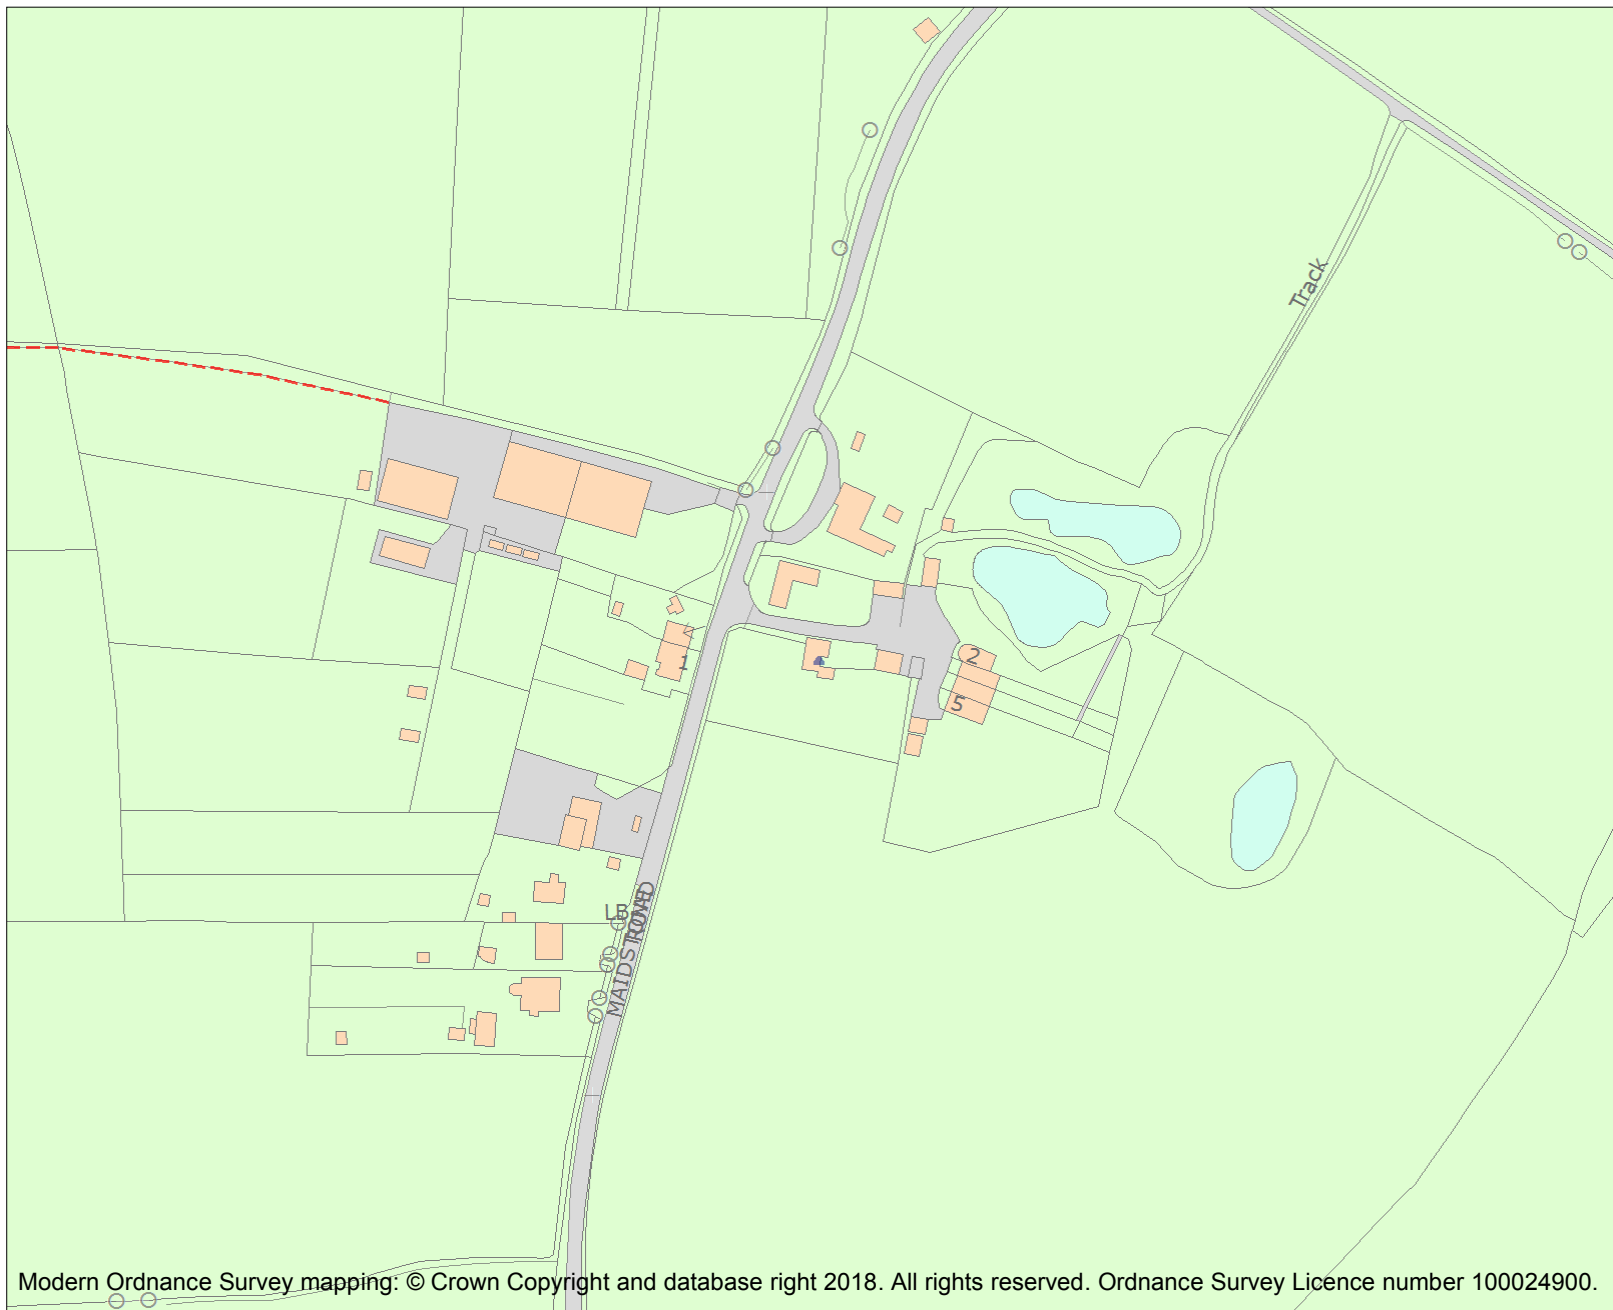 Track
2
1
5
LB
MAIDSTONE ROAD
Modern Ordnance Survey mapping: © Crown Copyright and database right 2018. All rights reserved. Ordnance Survey Licence number 100024900.